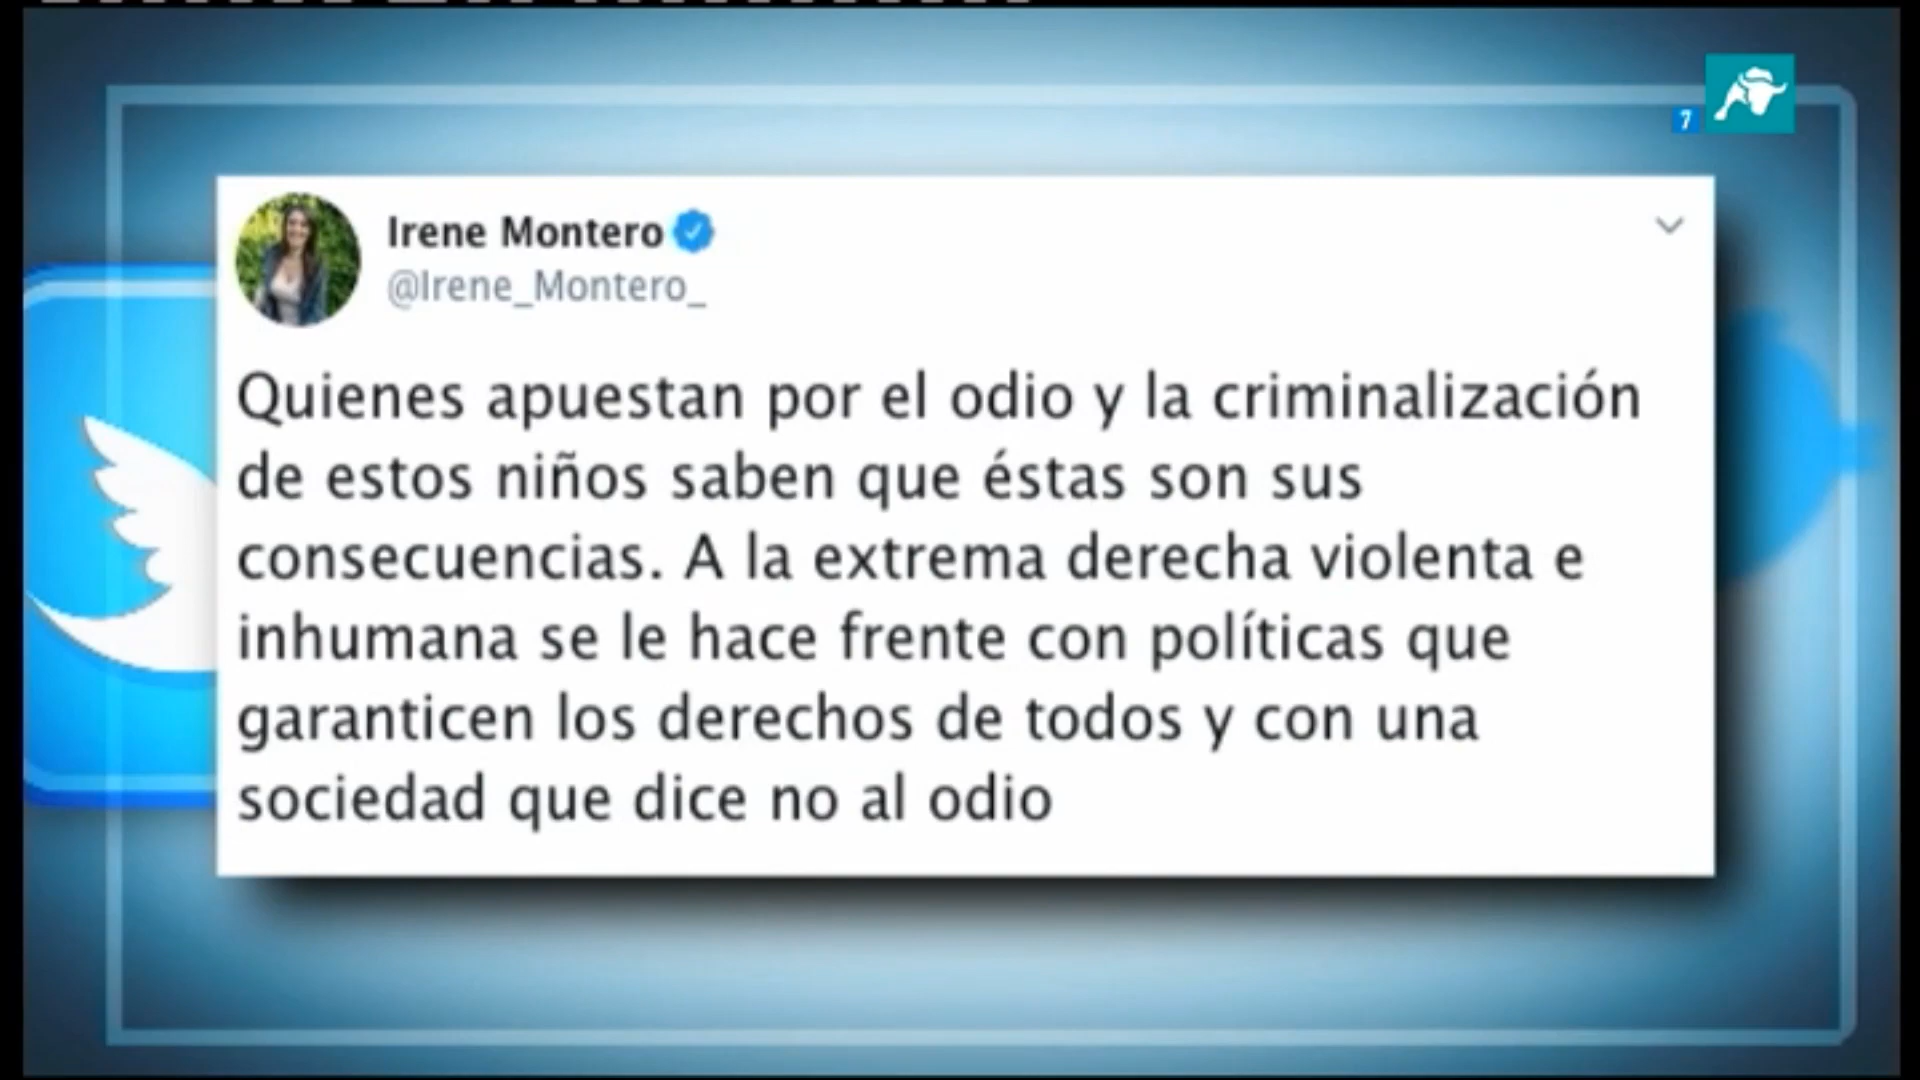 7
Irene Montero
@Irene_Montero_
Quienes apuestan por el odio y la criminalización
de estos niños saben que éstas son sus
consecuencias. A la extrema derecha violenta e
inhumana se le hace frente con políticas que
garanticen los derechos de todos y con una
sociedad que dice no al odio